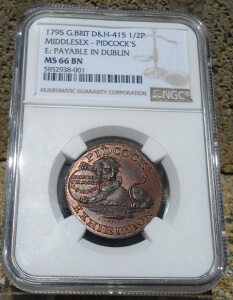 1795 G.BRIT D&H-415 1/2P
MIDDLESEX - PIDCOCK'S
E: PAYABLE IN DUBLIN
MS 66 BN
5852938-001
NUMISMATIC GUARANTY CORPORATION
NGC
PIDCOCK'S
EXHIBITION